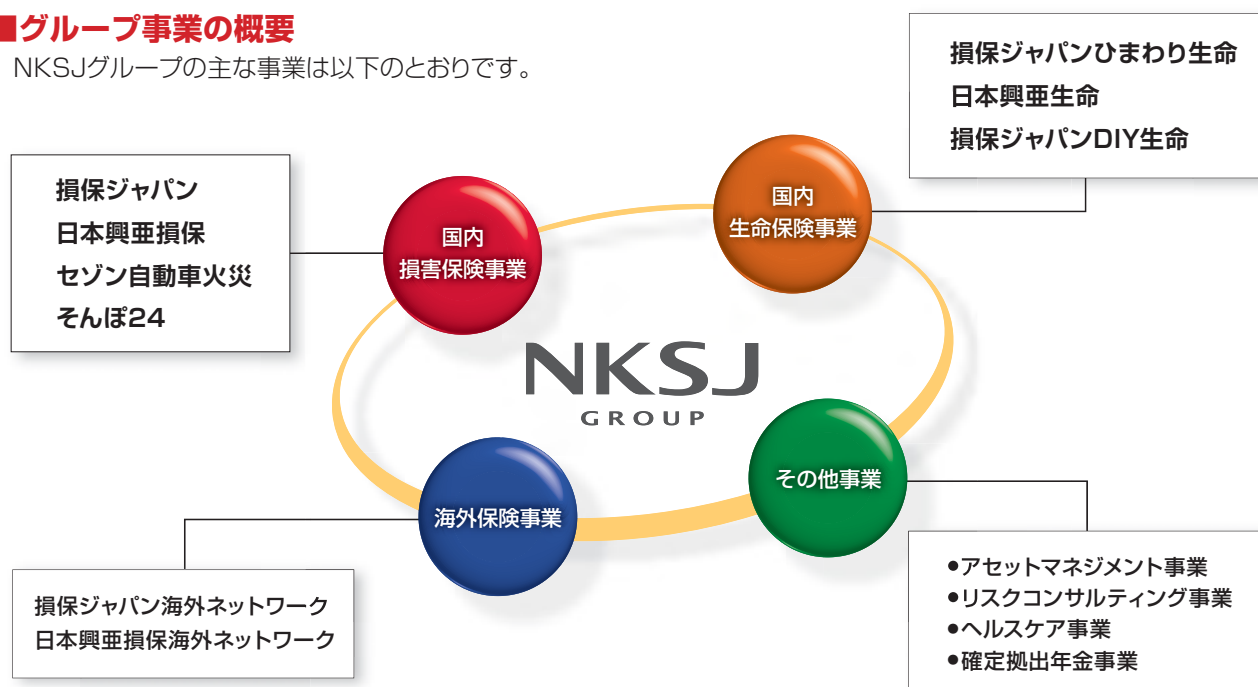 ■グループ事業の概要
NKSJグループの主な事業は以下のとおりです。
損保ジャパンひまわり生命
日本興亜生命
損保ジャパンDIY生命
損保ジャパン
日本興亜損保
セゾン自動車火災
そんぽ24
国内
損害保険事業
国内
生命保険事業
NKSJ
GROUP
海外保険事業
その他事業
損保ジャパン海外ネットワーク
日本興亜損保海外ネットワーク
●アセットマネジメント事業
●リスクコンサルティング事業
●ヘルスケア事業
●確定拠出年金事業